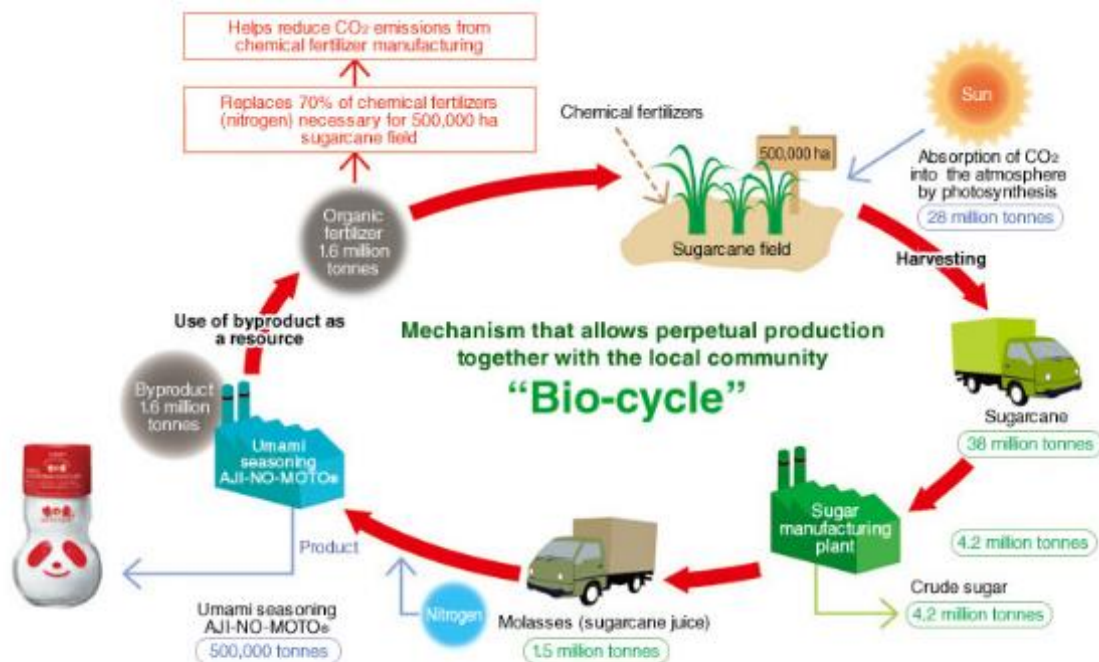 Helps reduce CO₂ emissions from
chemical fertilizer manufacturing
Replaces 70% of chemical fertilizers
(nitrogen) necessary for 500,000 ha
sugarcane field
Chemical fertilizers
500,000 ha
Sun
Absorption of CO₂
into the atmosphere
by photosynthesis
28 million tonnes
Organic
fertilizer
1.6 million
tonnes
Sugarcane field
Harvesting
Use of byproduct as
a resource
Mechanism that allows perpetual production
together with the local community
“Bio-cycle”
Byproduct
1.6 million
tonnes
Umami
seasoning
AJI-NO-MOTO®
Sugarcane
38 million tonnes
Sugar
manufacturing
plant
4.2 million tonnes
Crude sugar
4.2 million tonnes
Product
Nitrogen
Molasses (sugarcane juice)
1.5 million tonnes
Umami seasoning
AJI-NO-MOTO®
500,000 tonnes
味の素